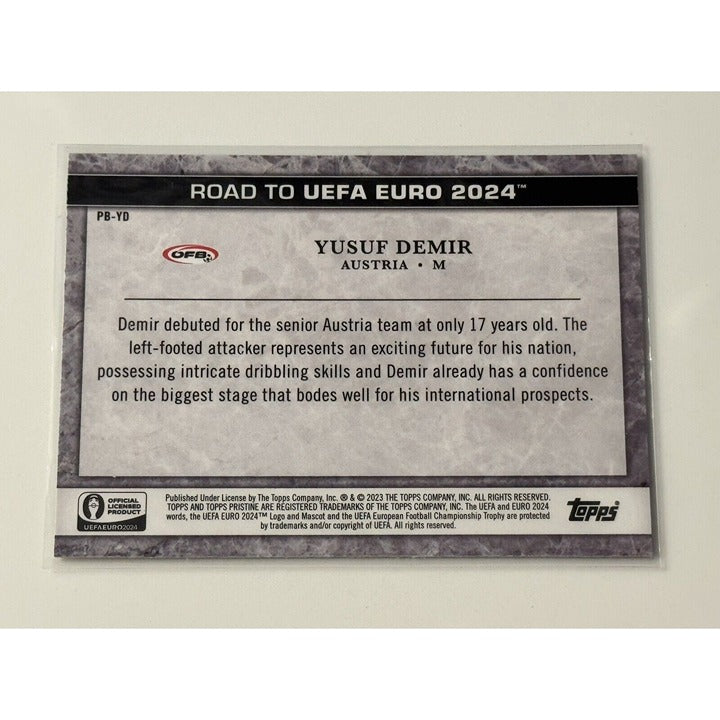 ROAD TO UEFA EURO 2024™
PB-YD
ÖFB
YUSUF DEMIR
AUSTRIA • M
Demir debuted for the senior Austria team at only 17 years old. The
left-footed attacker represents an exciting future for his nation,
possessing intricate dribbling skills and Demir already has a confidence
on the biggest stage that bodes well for his international prospects.
OFFICIAL
LICENSED
PRODUCT
UEFAEURO2024
Published Under License by The Topps Company, Inc. ® & © 2023 THE TOPPS COMPANY, INC. ALL RIGHTS RESERVED.
TOPPS AND TOPPS PRISTINE ARE REGISTERED TRADEMARKS OF THE TOPPS COMPANY, INC. The UEFA and EURO 2024
words, the UEFA EURO 2024™ Logo and Mascot and the UEFA European Football Championship Trophy are protected
by trademarks and/or copyright of UEFA. All rights reserved.
Topps®